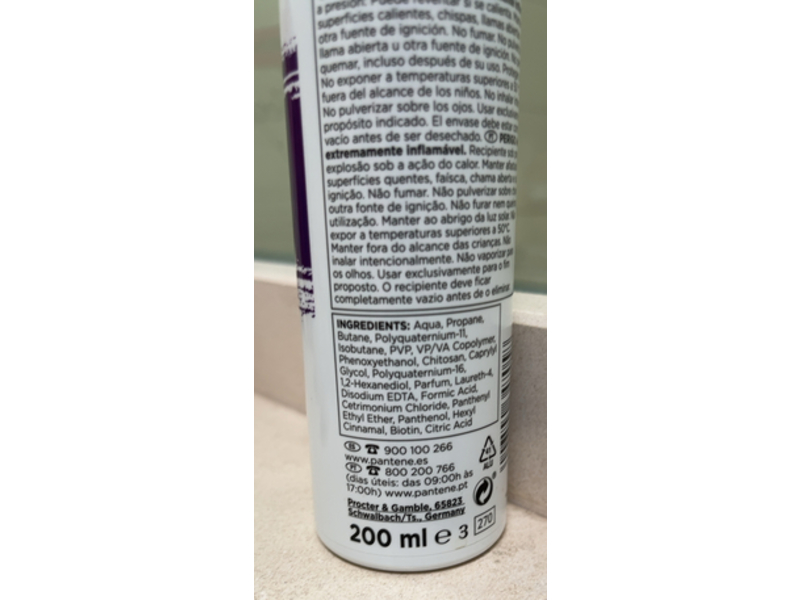 a presión. Puede reventar si se calienta.
superficies calientes, chispas, llamas
otra fuente de ignición. No fumar. No
llama abierta u otra fuente de ignición. No
quemar, incluso después de su uso.
No exponer a temperaturas superiores a
fuera del alcance de los niños. No inhalar
No pulverizar sobre los ojos. Usar
propósito indicado. El envase debe estar
vacío antes de ser desechado. PT
extremamente inflamável. Recipiente sob
explosão sob a ação do calor. Manter
superfícies quentes, faísca, chama
ignição. Não fumar. Não pulverizar sobre
outra fonte de ignição. Não furar nem
utilização. Manter ao abrigo da luz
expor a temperaturas superiores a 50°C.
Manter fora do alcance das crianças. Não
inalar intencionalmente. Não vaporizar
os olhos. Usar exclusivamente para o fim
proposto. O recipiente deve ficar
completamente vazio antes de o
INGREDIENTS: Aqua, Propane,
Butane, Polyquaternium-11,
Isobutane, PVP, VP/VA Copolymer,
Phenoxyethanol, Chitosan, Caprylyl
Glycol, Polyquaternium-16,
1,2-Hexanediol, Parfum, Laureth-4,
Disodium EDTA, Formic Acid,
Cetrimonium Chloride, Panthenyl
Ethyl Ether, Panthenol, Hexyl
Cinnamal, Biotin, Citric Acid
ES ☎ 900 100 266
www.pantene.es
PT ☎ 800 200 766
(dias úteis: das 09:00h às
17:00h) www.pantene.pt
Procter & Gamble, 65823
Schwalbach/Ts., Germany
41
ALU
200 ml e 3 270